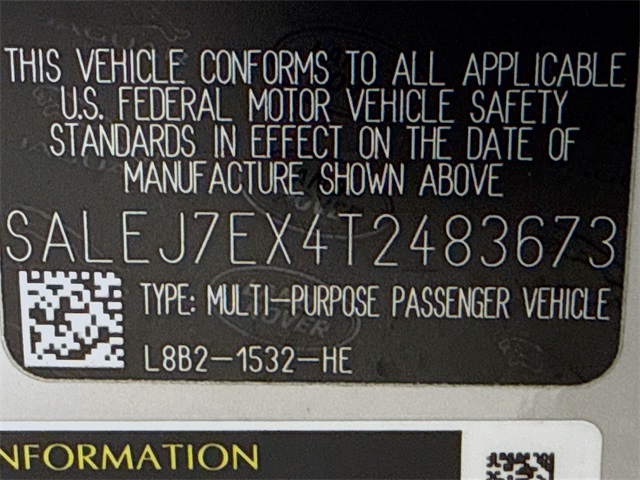 THIS VEHICLE CONFORMS TO ALL APPLICABLE
U.S. FEDERAL MOTOR VEHICLE SAFETY
STANDARDS IN EFFECT ON THE DATE OF
MANUFACTURE SHOWN ABOVE
SALEJ7EX4T2483673
TYPE: MULTI-PURPOSE PASSENGER VEHICLE
L8B2-1532-HE
NFORMATION